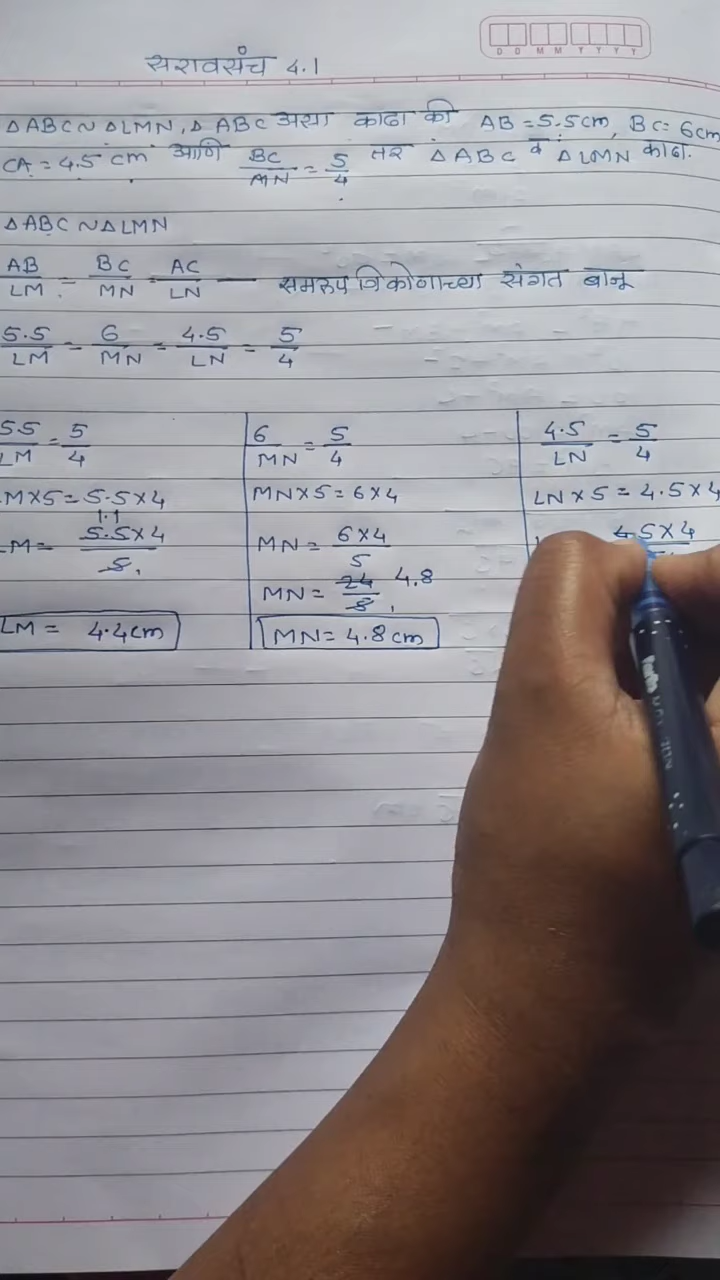 D D M M Y Y Y Y
सरावसंच 4.1
△ABC~△LMN, △ABC असा काढा की AB=5.5cm, BC=6cm
CA=4.5 cm आणि BC/MN = 5/4 तर △ABC व △LMN काढा.
△ABC~△LMN
AB/LM = BC/MN = AC/LN — समरुप त्रिकोणाच्या संगत बाजू
5.5/LM = 6/MN = 4.5/LN = 5/4
5.5/LM = 5/4
LM×5=5.5×4
LM= 5.5×4/5 1.1
LM= 4.4cm
6/MN = 5/4
MN×5=6×4
MN= 6×4/5
MN= 24/5 4.8
MN=4.8cm
4.5/LN = 5/4
LN×5=4.5×4
4.5×4